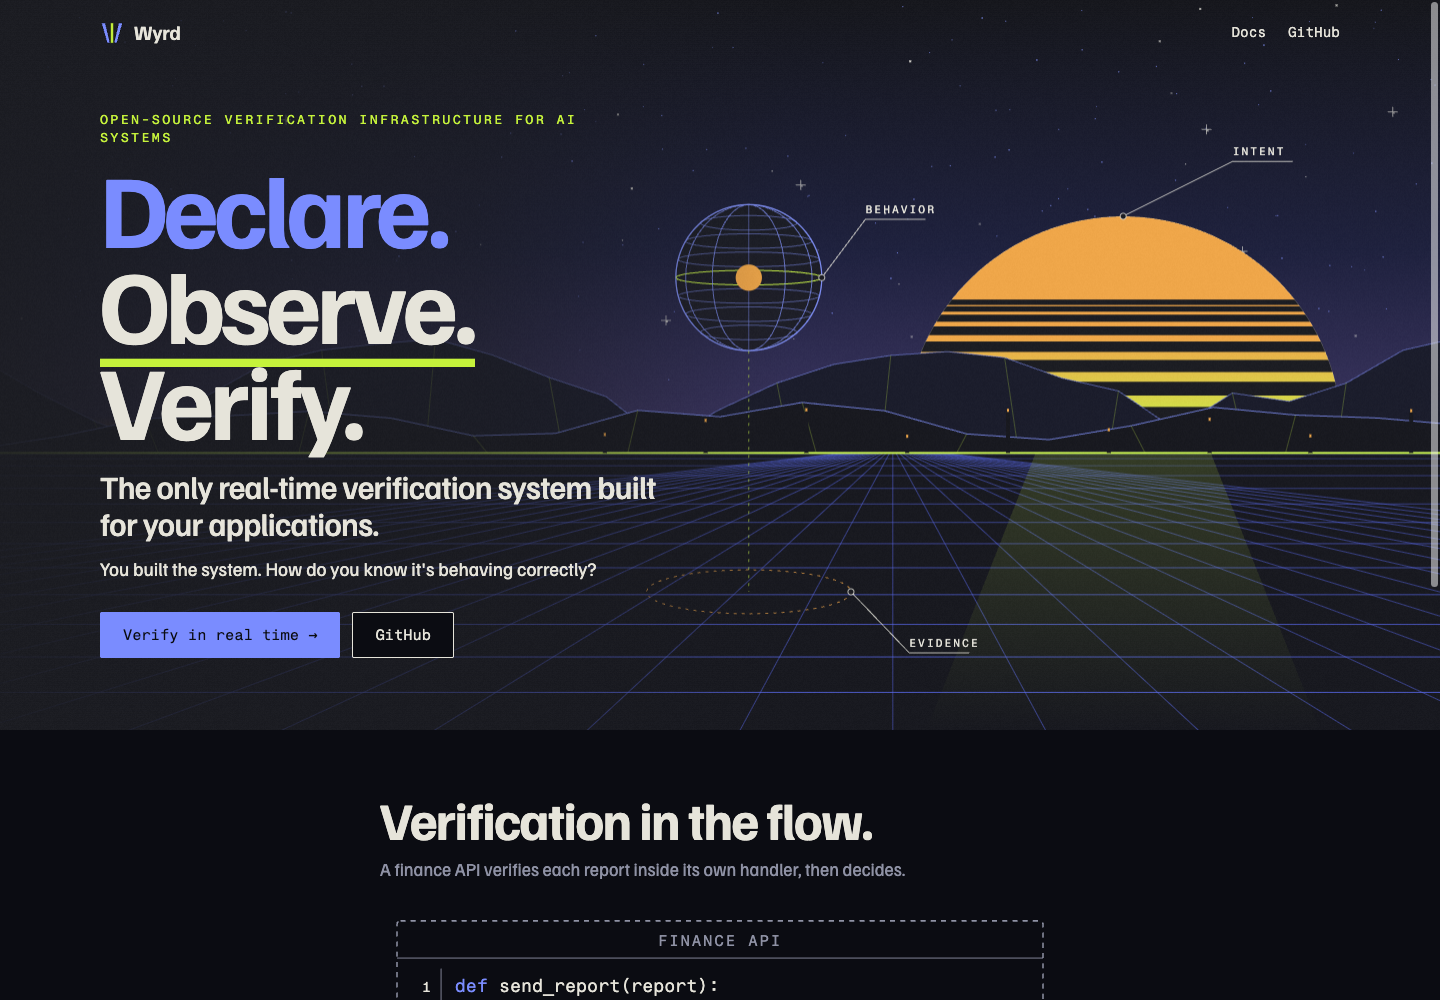 Wyrd
Docs GitHub
OPEN-SOURCE VERIFICATION INFRASTRUCTURE FOR AI
SYSTEMS
Declare.
Observe.
Verify.
The only real-time verification system built
for your applications.
You built the system. How do you know it's behaving correctly?
Verify in real time →
GitHub
BEHAVIOR
INTENT
EVIDENCE
Verification in the flow.
A finance API verifies each report inside its own handler, then decides.
FINANCE API
1 def send_report(report):